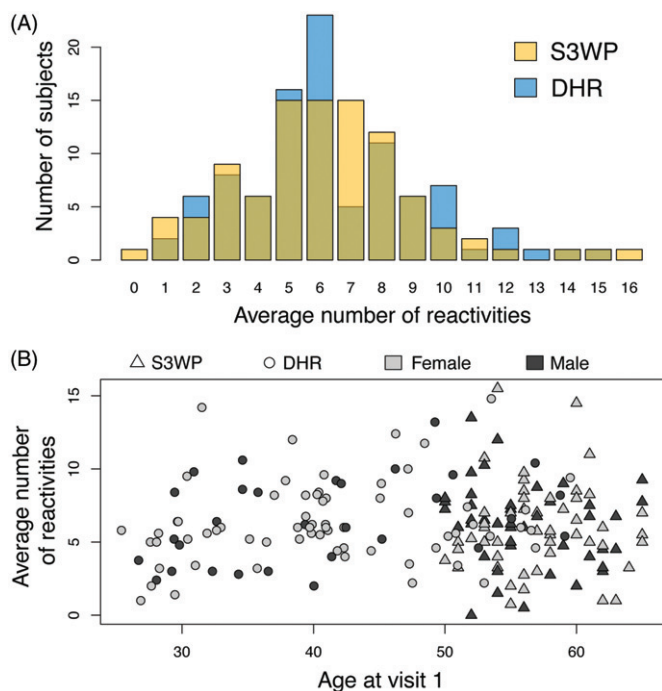 (A)
S3WP
DHR
Number of subjects
20
15
10
5
0
0 1 2 3 4 5 6 7 8 9 10 11 12 13 14 15 16
Average number of reactivities
(B)
S3WP DHR Female Male
Average number
of reactivities
15
10
5
0
30 40 50 60
Age at visit 1